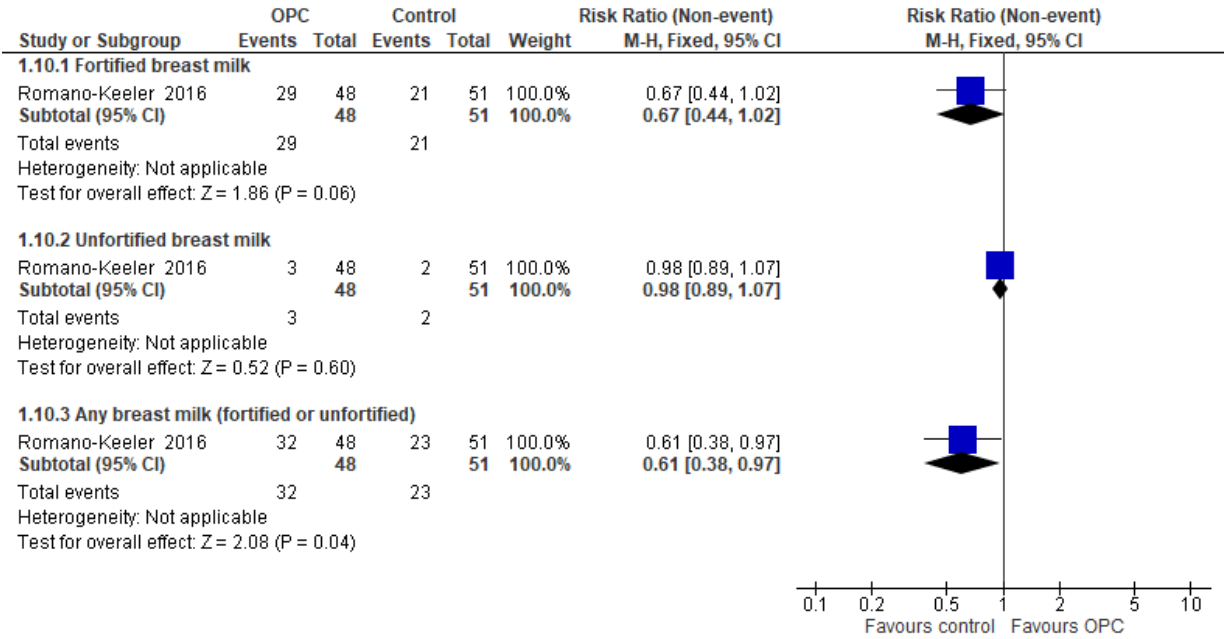 OPC Control Risk Ratio (Non-event) Risk Ratio (Non-event)
Study or Subgroup Events Total Events Total Weight M-H, Fixed, 95% CI M-H, Fixed, 95% CI
1.10.1 Fortified breast milk
Romano-Keeler 2016 29 48 21 51 100.0% 0.67 [0.44, 1.02]
Subtotal (95% CI) 48 51 100.0% 0.67 [0.44, 1.02]
Total events 29 21
Heterogeneity: Not applicable
Test for overall effect: Z = 1.86 (P = 0.06)
1.10.2 Unfortified breast milk
Romano-Keeler 2016 3 48 2 51 100.0% 0.98 [0.89, 1.07]
Subtotal (95% CI) 48 51 100.0% 0.98 [0.89, 1.07]
Total events 3 2
Heterogeneity: Not applicable
Test for overall effect: Z = 0.52 (P = 0.60)
1.10.3 Any breast milk (fortified or unfortified)
Romano-Keeler 2016 32 48 23 51 100.0% 0.61 [0.38, 0.97]
Subtotal (95% CI) 48 51 100.0% 0.61 [0.38, 0.97]
Total events 32 23
Heterogeneity: Not applicable
Test for overall effect: Z = 2.08 (P = 0.04)
0.1 0.2 0.5 1 2 5 10
Favours control Favours OPC